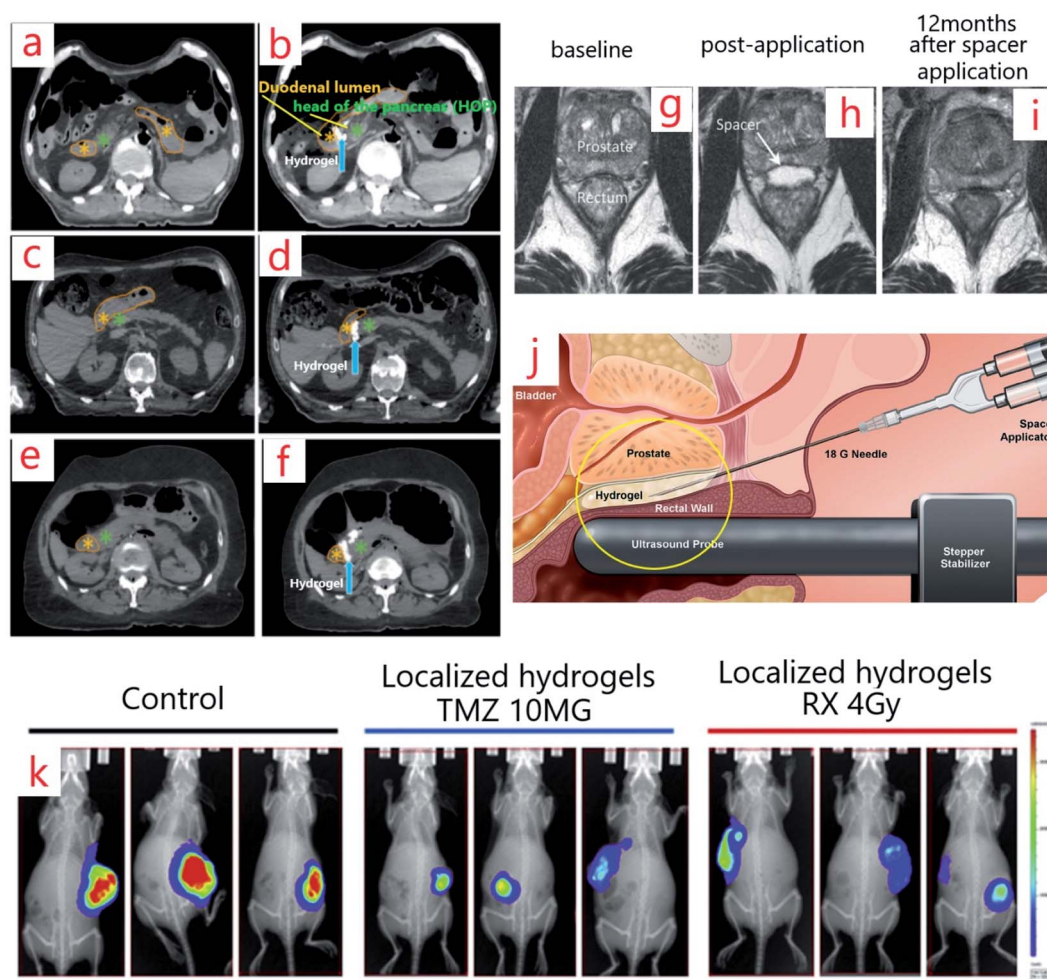 a
b
Duodenal lumen
head of the pancreas (HOP)
Hydrogel
c
d
Hydrogel
e
f
Hydrogel
baseline
post-application
12months
after spacer
application
g
Prostate
Rectum
h
Spacer
i
j
Bladder
Prostate
Hydrogel
Rectal Wall
Ultrasound Probe
18 G Needle
Space
Applicato
Stepper
Stabilizer
Control
Localized hydrogels
TMZ 10MG
Localized hydrogels
RX 4Gy
k